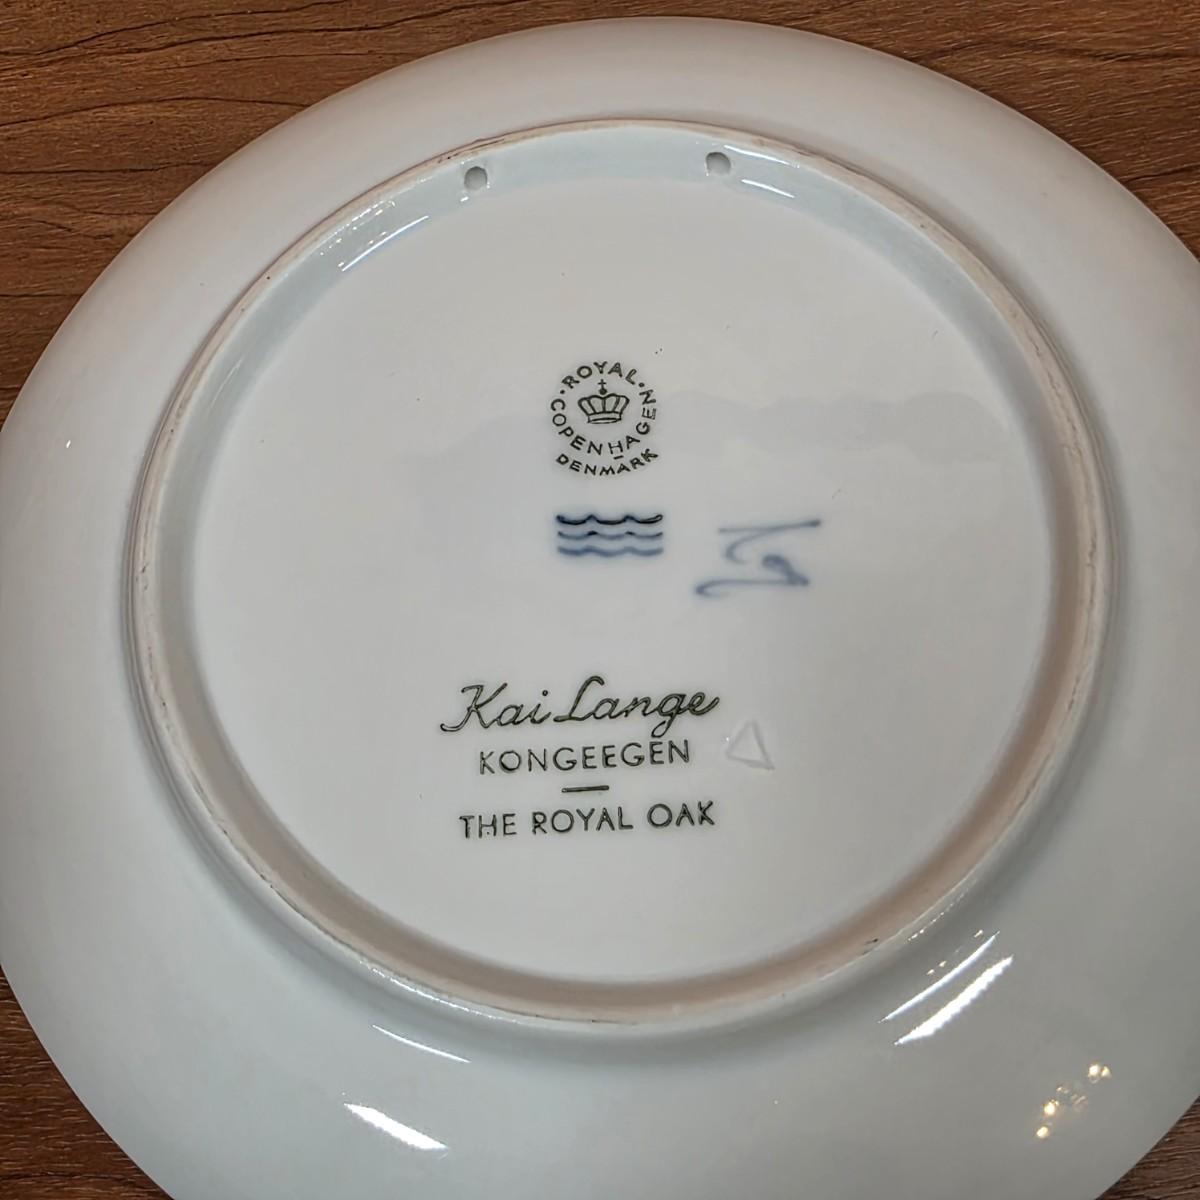 ROYAL
COPENHAGEN
DENMARK
Kai Lange
KONGEEGEN
THE ROYAL OAK